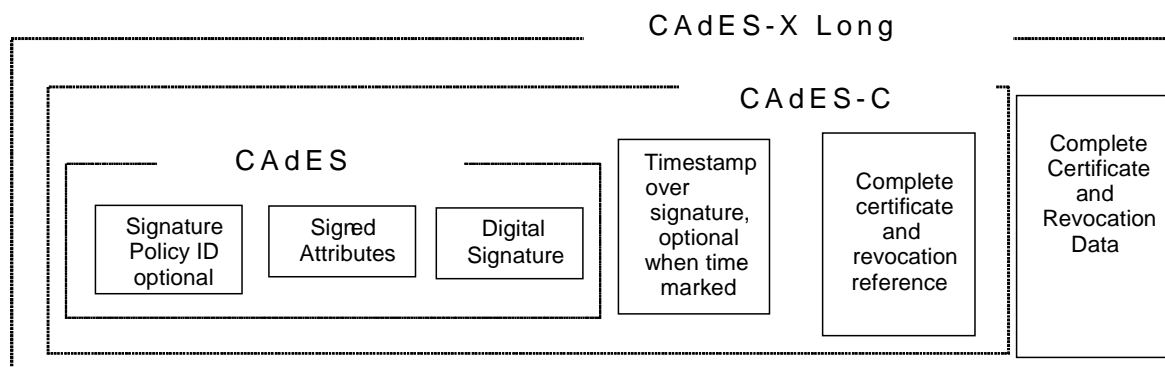 CAdES-X Long
CAdES-C
CAdES
Signature
Policy ID
optional
Signed
Attributes
Digital
Signature
Timestamp
over
signature,
optional
when time
marked
Complete
certificate
and
revocation
reference
Complete
Certificate
and
Revocation
Data